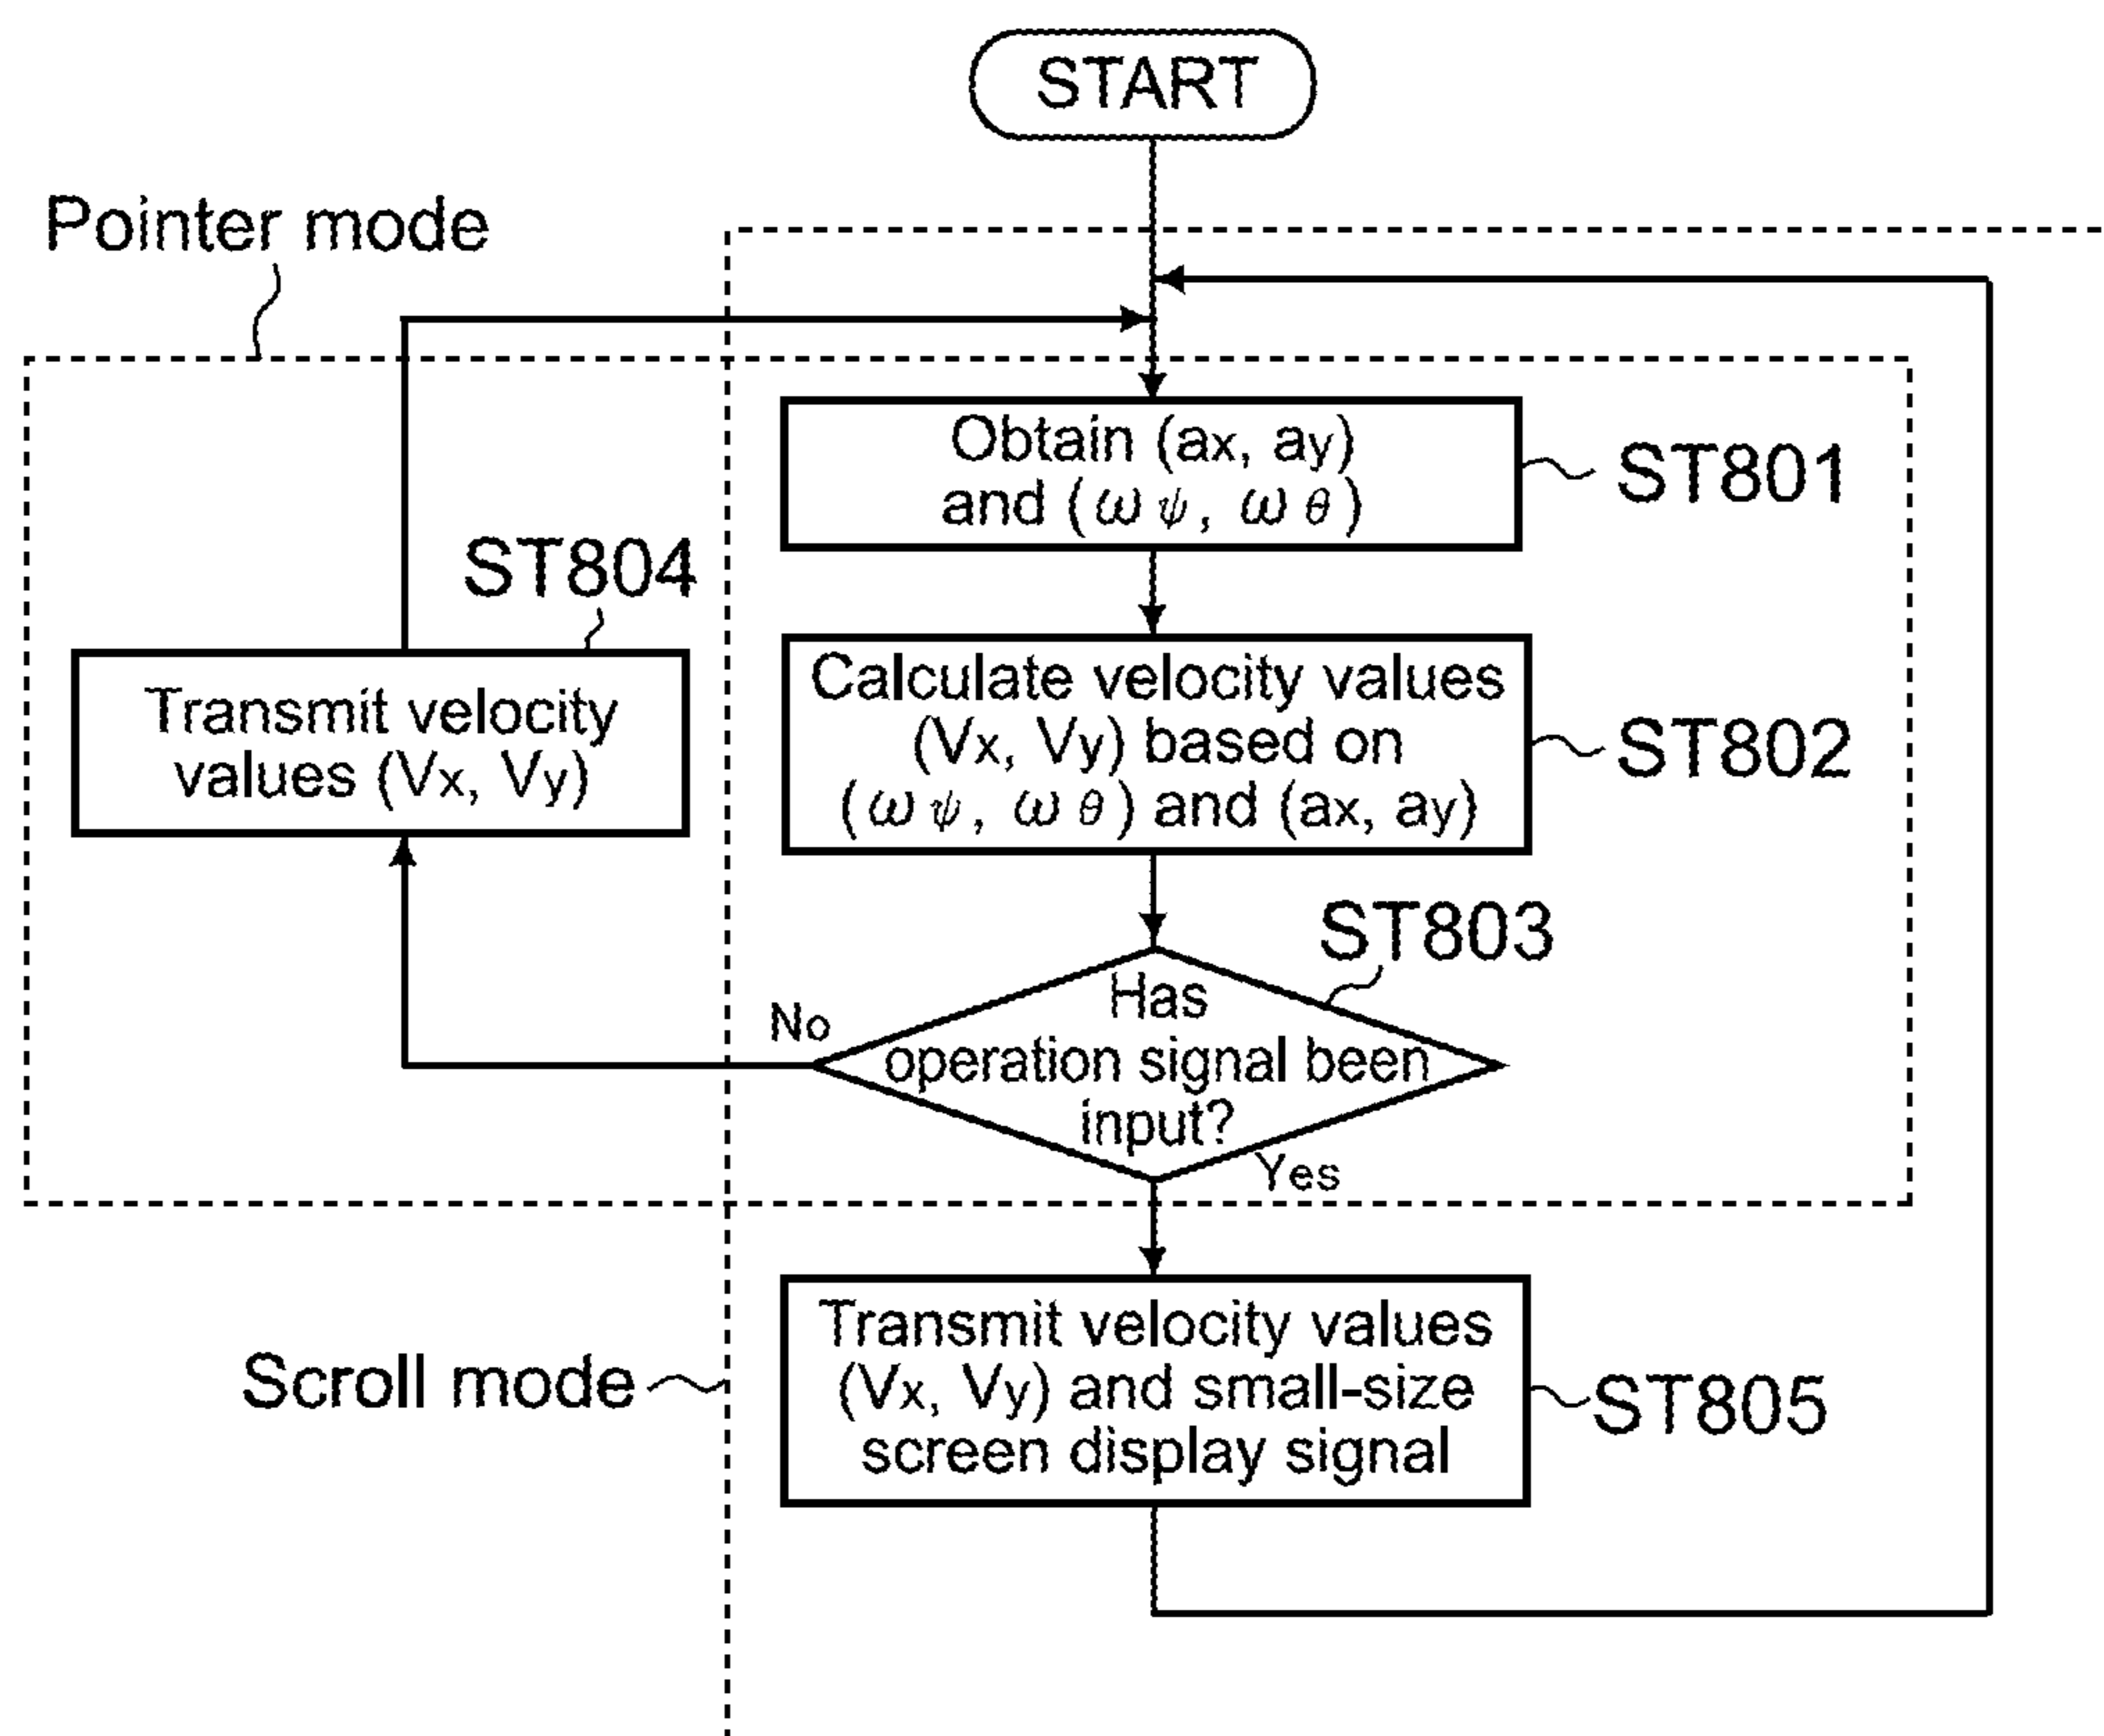 START
Pointer mode
Obtain (ax, ay)
and (ωψ, ωθ)
ST801
ST804
Transmit velocity
values (Vx, Vy)
Calculate velocity values
(Vx, Vy) based on
(ωψ, ωθ) and (ax, ay)
ST802
ST803
Has
operation signal been
input?
No
Yes
Transmit velocity values
(Vx, Vy) and small-size
screen display signal
Scroll mode
ST805